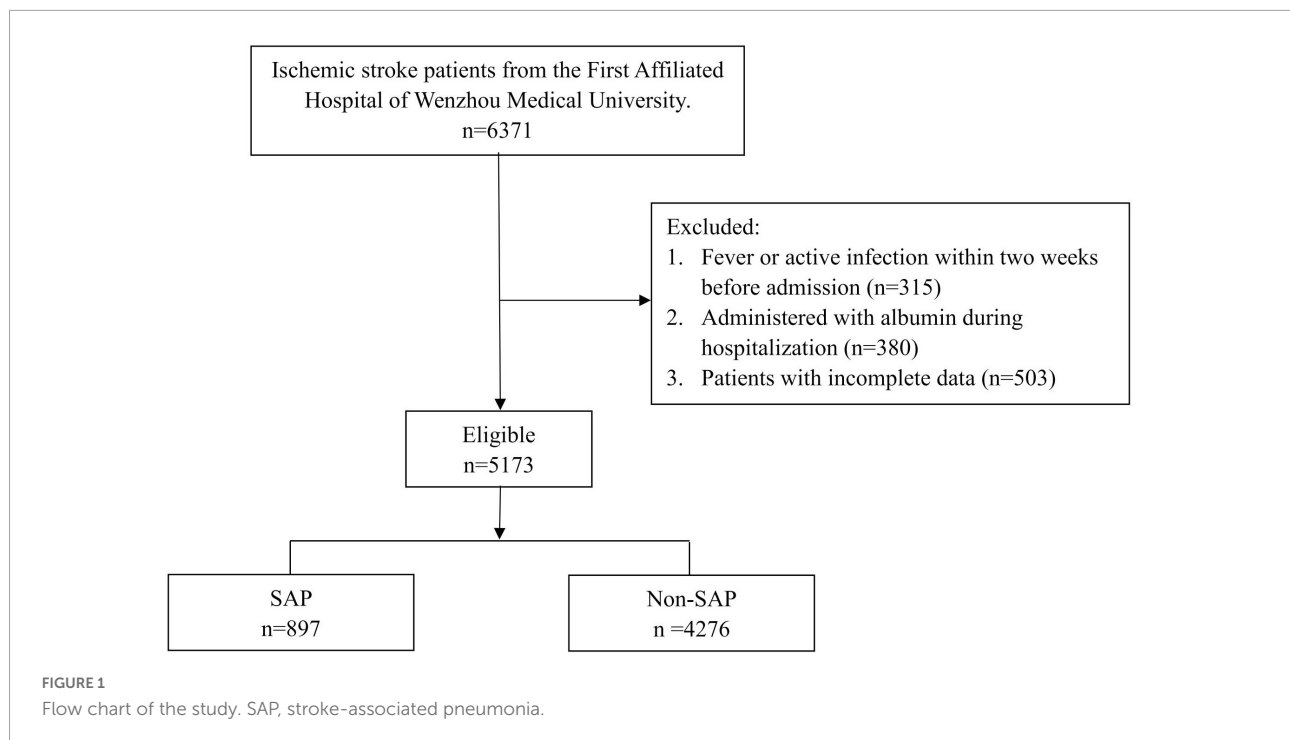 Ischemic stroke patients from the First Affiliated
Hospital of Wenzhou Medical University.
n=6371
Excluded:
1. Fever or active infection within two weeks
before admission (n=315)
2. Administered with albumin during
hospitalization (n=380)
3. Patients with incomplete data (n=503)
Eligible
n=5173
SAP
n=897
Non-SAP
n =4276
FIGURE 1
Flow chart of the study. SAP, stroke-associated pneumonia.